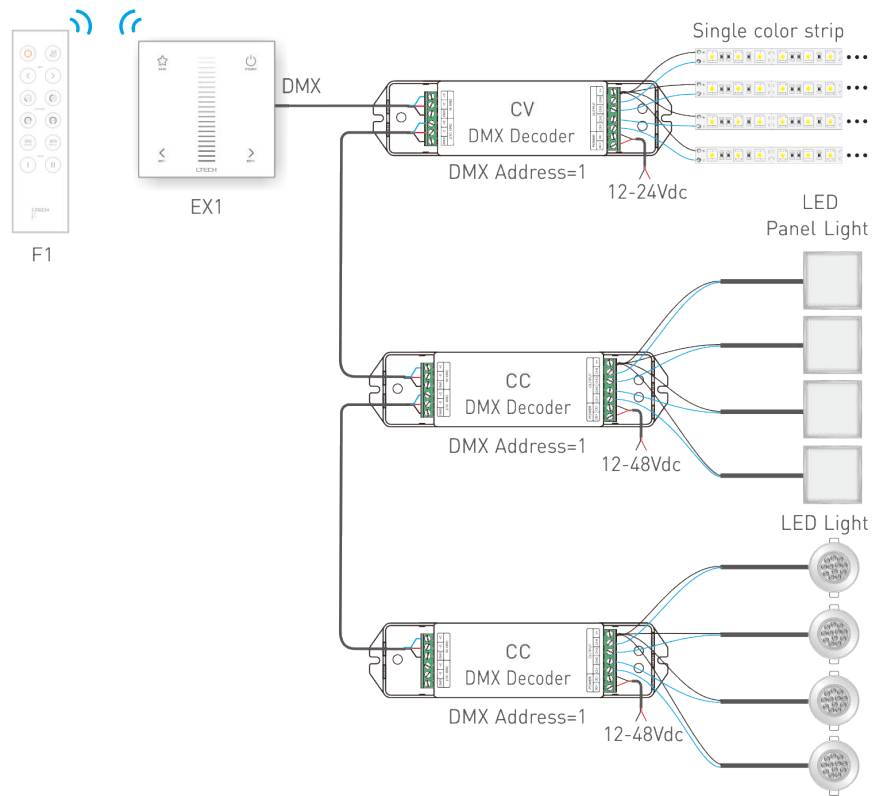 Single color strip
DMX
CV
DMX Decoder
DMX Address=1
12-24Vdc
LTECH
EX1
F1
LED
Panel Light
CC
DMX Decoder
DMX Address=1
12-48Vdc
LED Light
CC
DMX Decoder
DMX Address=1
12-48Vdc